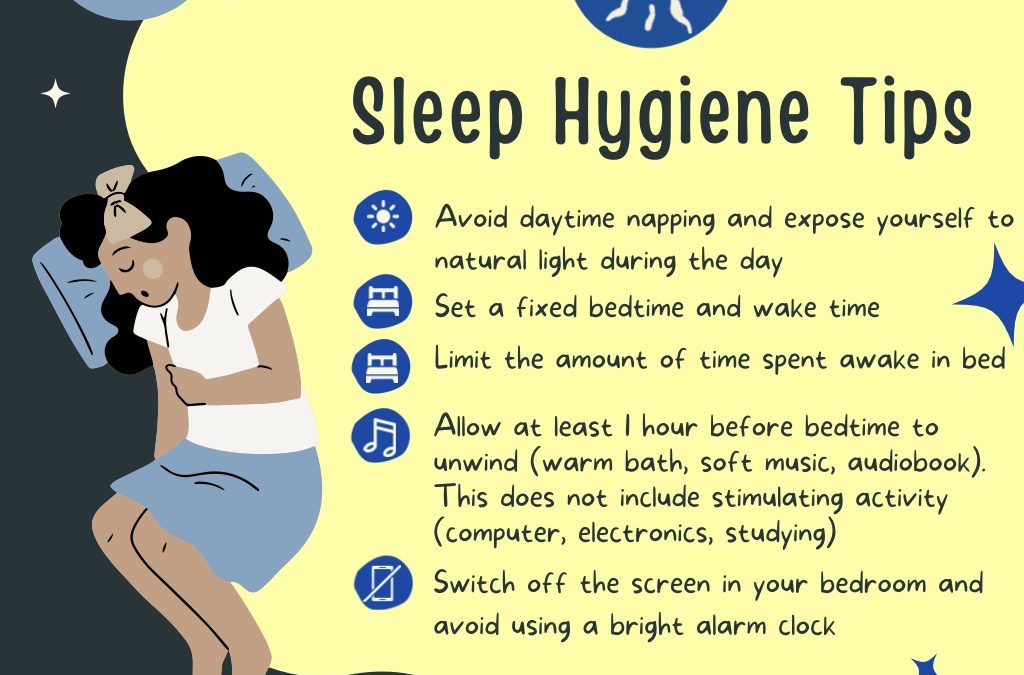 Sleep Hygiene Tips
Avoid daytime napping and expose yourself to
natural light during the day
Set a fixed bedtime and wake time
Limit the amount of time spent awake in bed
Allow at least 1 hour before bedtime to
unwind (warm bath, soft music, audiobook).
This does not include stimulating activity
(computer, electronics, studying)
Switch off the screen in your bedroom and
avoid using a bright alarm clock